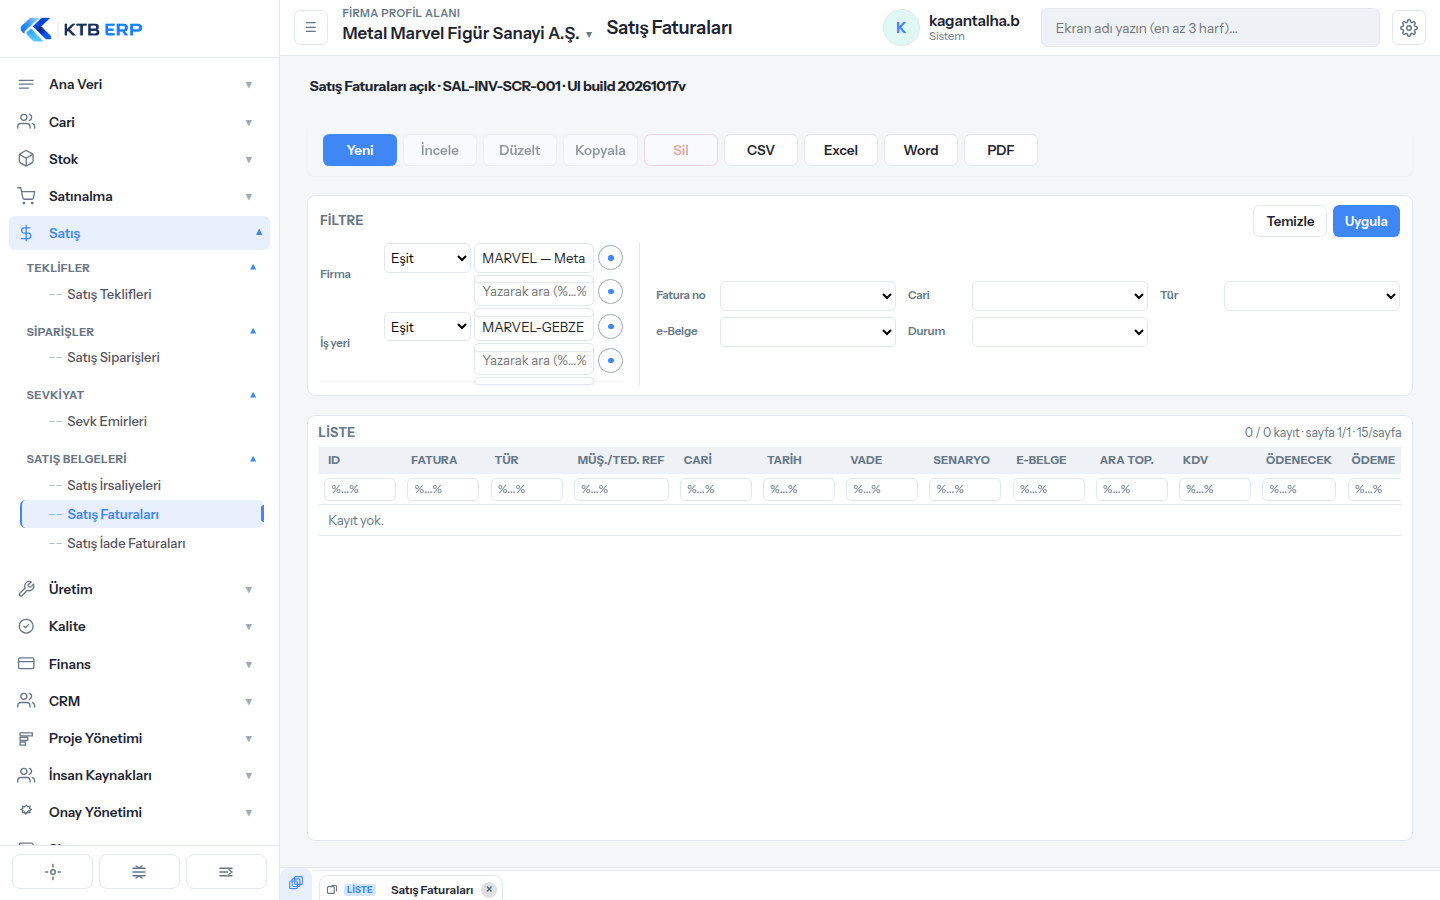 KTB ERP
Ana Veri
Cari
Stok
Satınalma
Satış
TEKLİFLER
Satış Teklifleri
SİPARİŞLER
Satış Siparişleri
SEVKİYAT
Sevk Emirleri
SATIŞ BELGELERİ
Satış İrsaliyeleri
Satış Faturaları
Satış İade Faturaları
Üretim
Kalite
Finans
CRM
Proje Yönetimi
İnsan Kaynakları
Onay Yönetimi
FİRMA PROFİL ALANI
Metal Marvel Figür Sanayi A.Ş. Satış Faturaları
K kagantalha.b
Sistem
Ekran adı yazın (en az 3 harf)...
Satış Faturaları açık · SAL-INV-SCR-001 · UI build 20261017v
Yeni İncele Düzelt Kopyala Sil CSV Excel Word PDF
FİLTRE Temizle Uygula
Firma Eşit MARVEL — Meta
Yazarak ara (%...%
İş yeri Eşit MARVEL-GEBZE
Yazarak ara (%...%
Fatura no Cari Tür
e-Belge Durum
LİSTE 0 / 0 kayıt · sayfa 1/1 · 15/sayfa
ID FATURA TÜR MÜŞ./TED. REF CARİ TARİH VADE SENARYO E-BELGE ARA TOP. KDV ÖDENECEK ÖDEME
%...% %...% %...% %...% %...% %...% %...% %...% %...% %...% %...% %...% %...%
Kayıt yok.
LİSTE Satış Faturaları